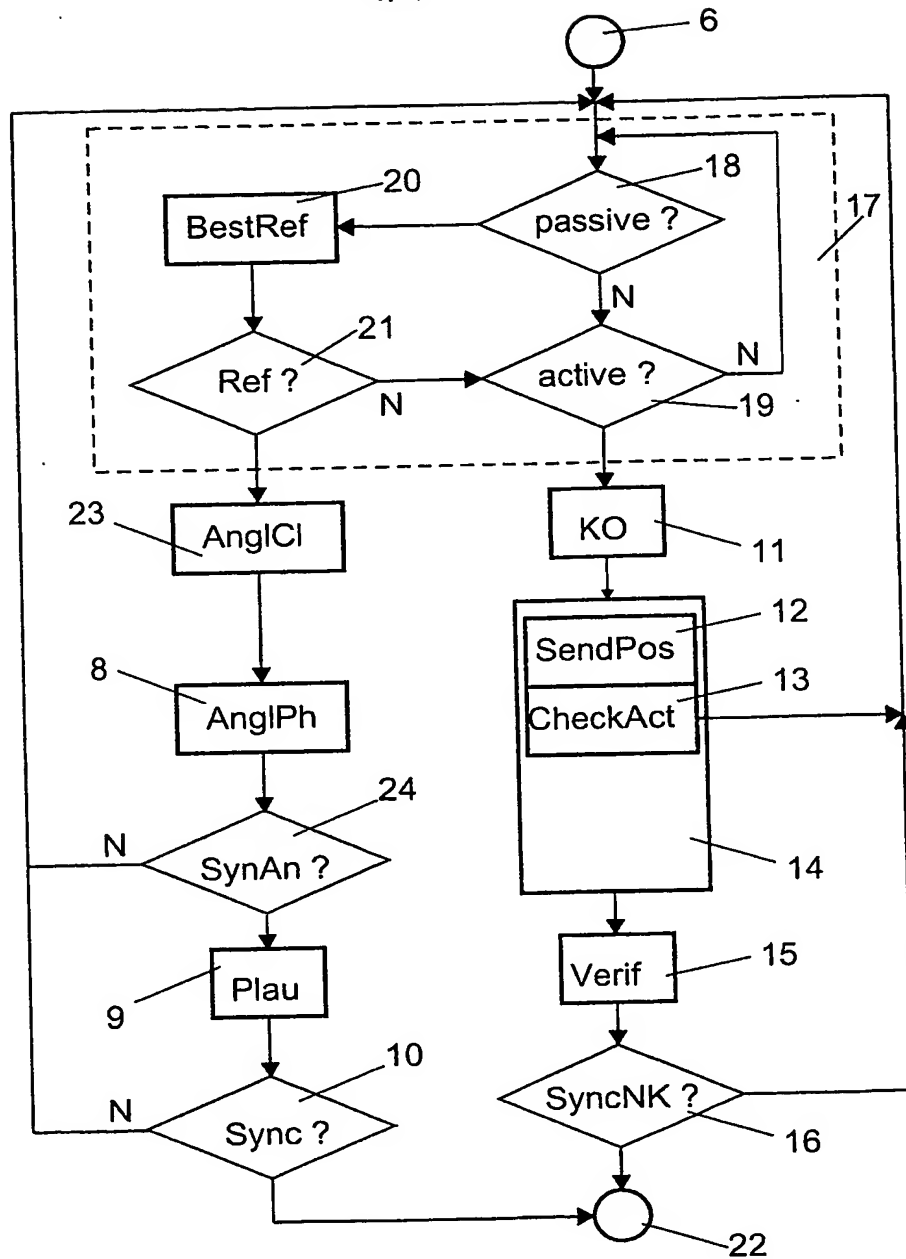 6
18
20
17
passive ?
BestRef
N
21
Ref ?
N
active ?
N
19
23
AnglCl
KO
11
12
SendPos
13
CheckAct
8
AnglPh
24
N
SynAn ?
14
15
Verif
Plau
9
10
N
Sync ?
SyncNK ?
16
22